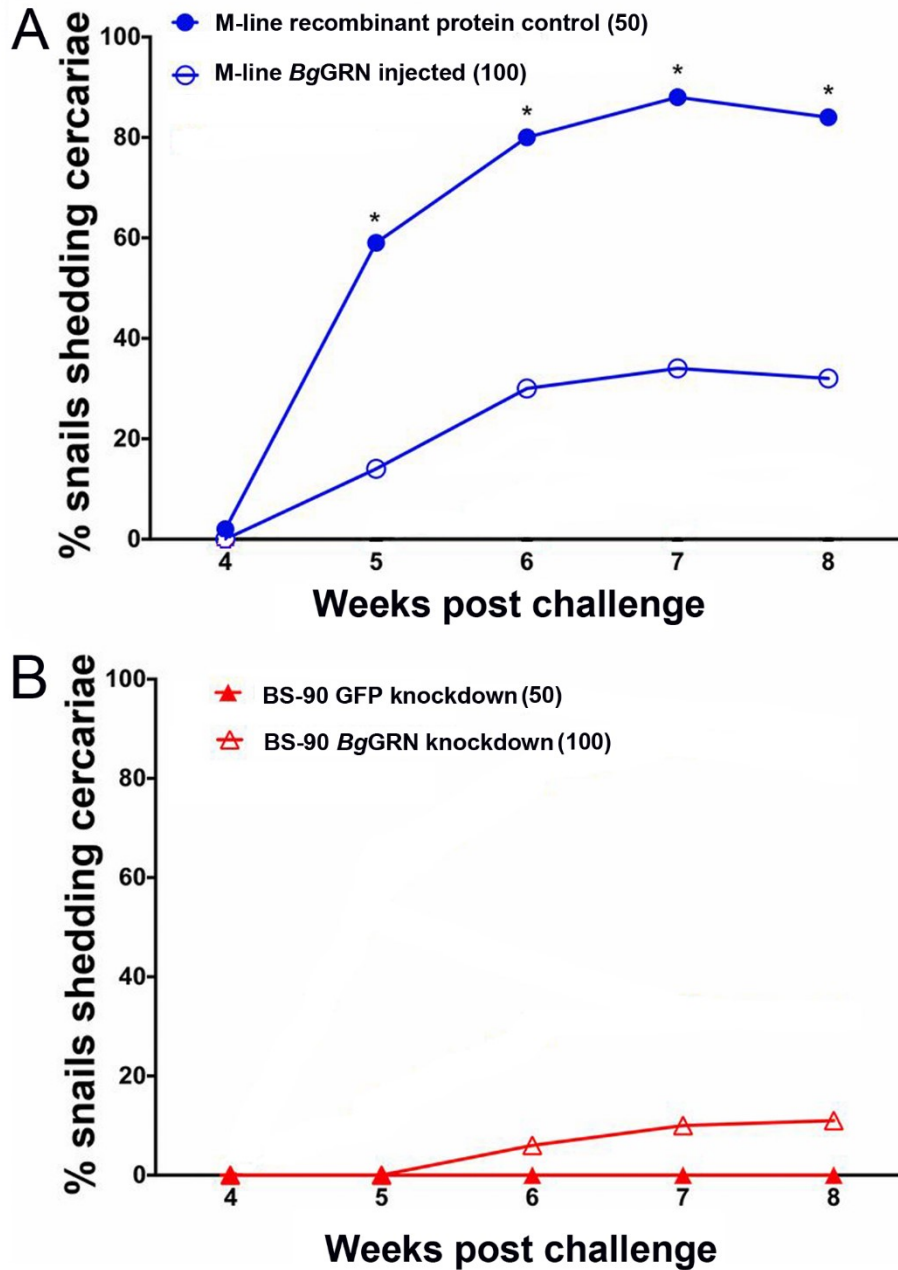 A
M-line recombinant protein control (50)
M-line BgGRN injected (100)
% snails shedding cercariae
100
80
60
40
20
0
* * * *
4 5 6 7 8
Weeks post challenge
B
BS-90 GFP knockdown (50)
BS-90 BgGRN knockdown (100)
% snails shedding cercariae
100
80
60
40
20
0
4 5 6 7 8
Weeks post challenge